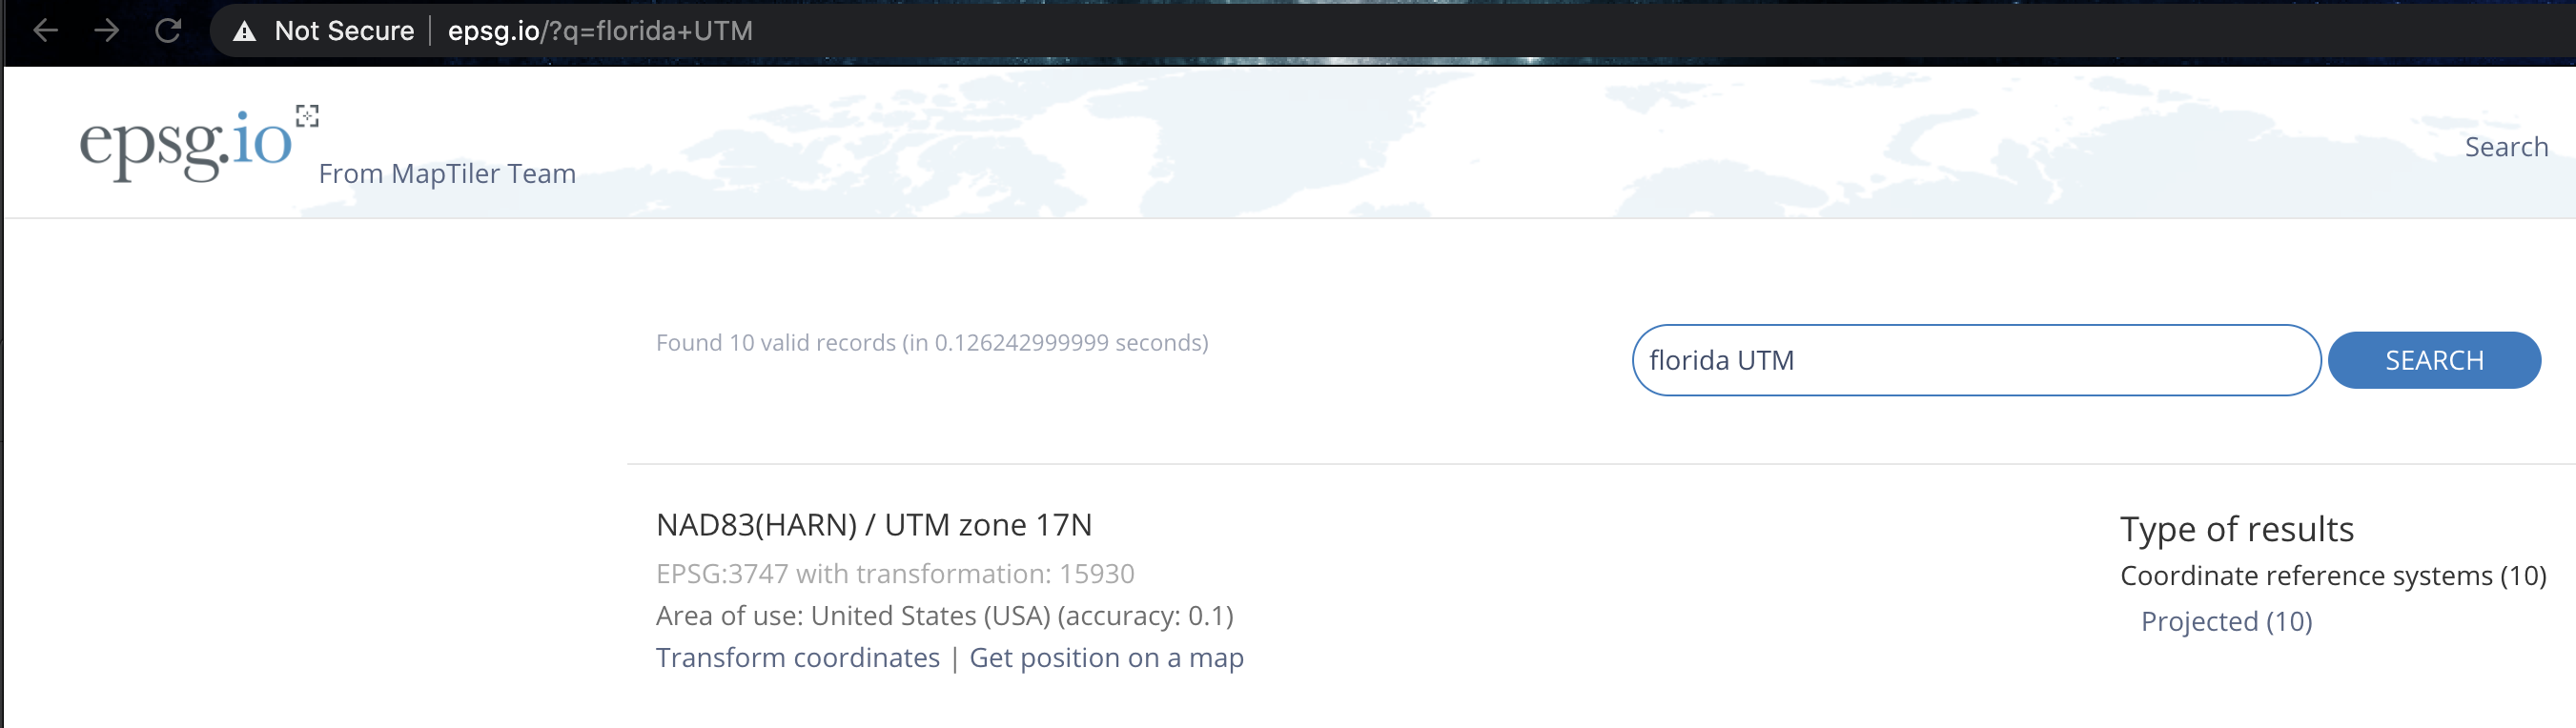 Not Secure | epsg.io/?q=florida+UTM
epsg.io
From MapTiler Team
Search
Found 10 valid records (in 0.126242999999 seconds)
florida UTM
SEARCH
NAD83(HARN) / UTM zone 17N
EPSG:3747 with transformation: 15930
Area of use: United States (USA) (accuracy: 0.1)
Transform coordinates | Get position on a map
Type of results
Coordinate reference systems (10)
Projected (10)